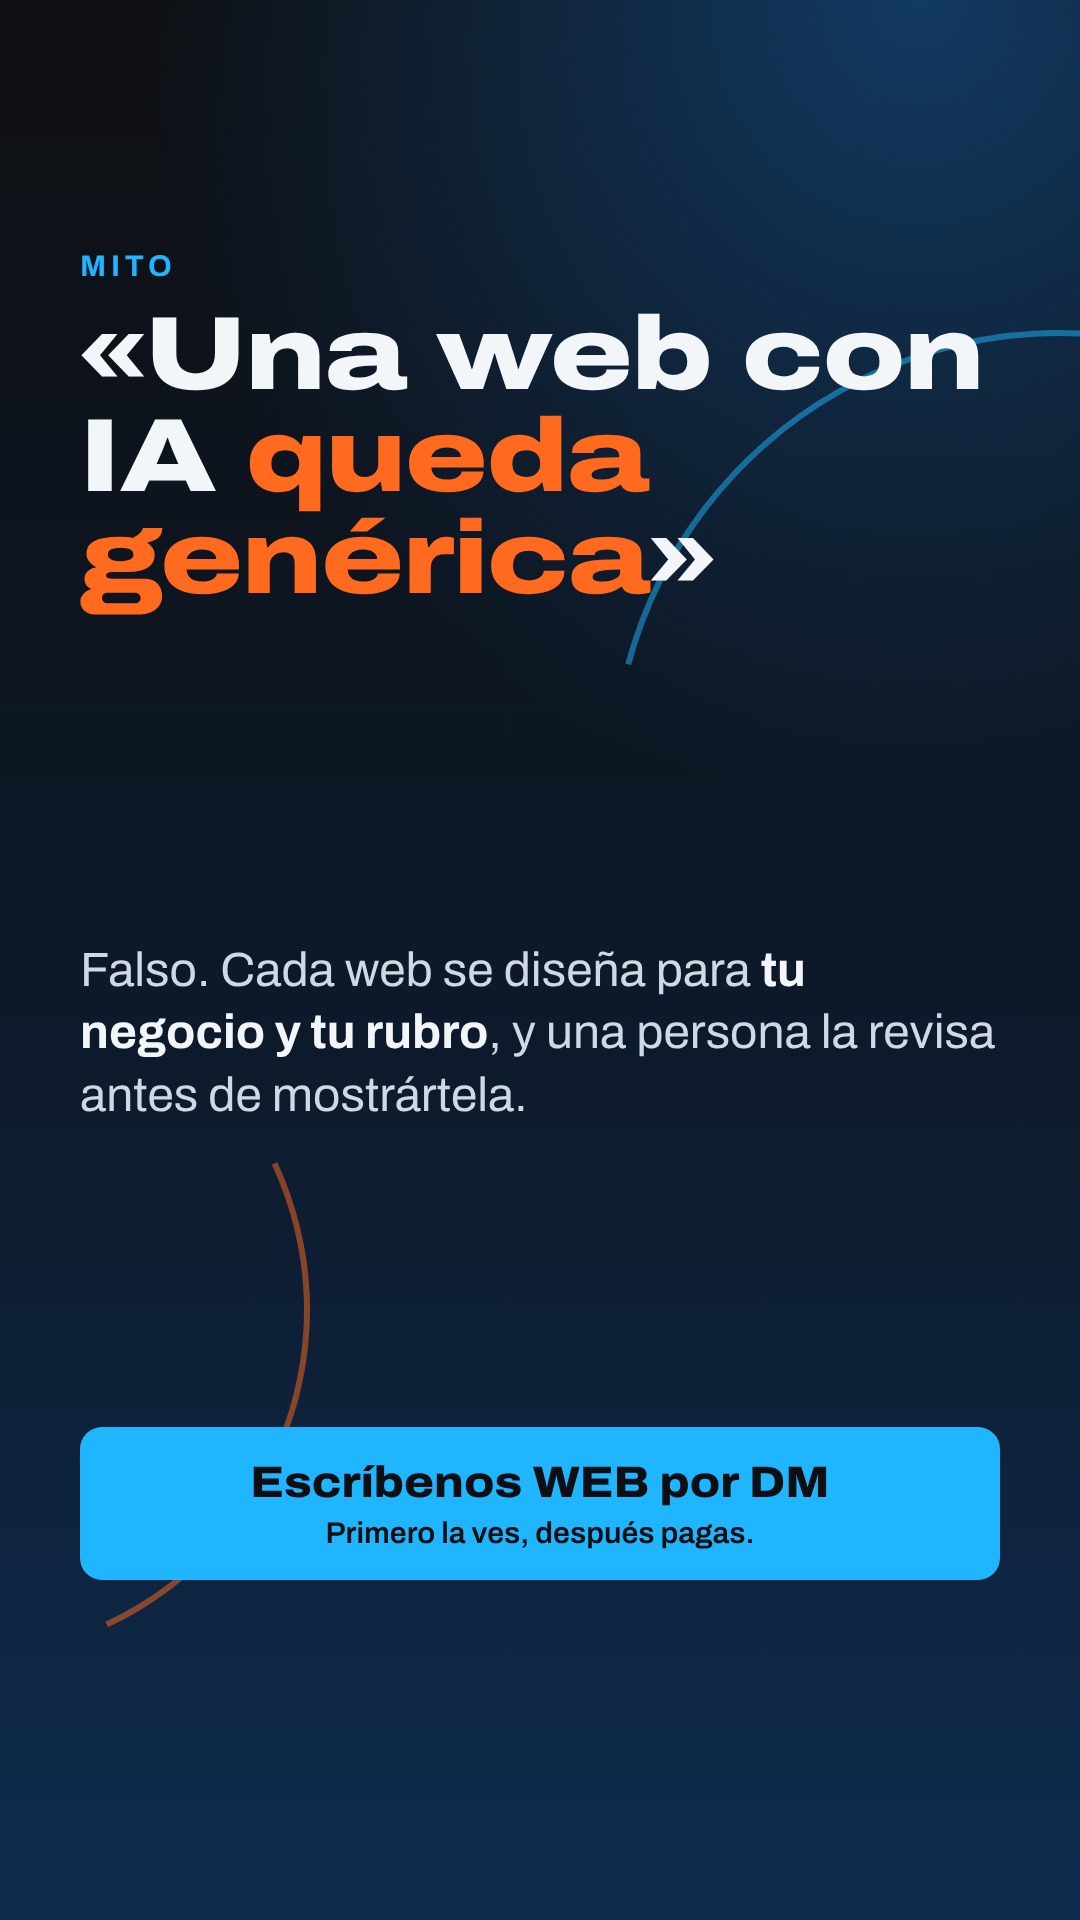 MITO
«Una web con
IA queda
genérica»
Falso. Cada web se diseña para tu
negocio y tu rubro, y una persona la revisa
antes de mostrártela.
Escríbenos WEB por DM
Primero la ves, después pagas.